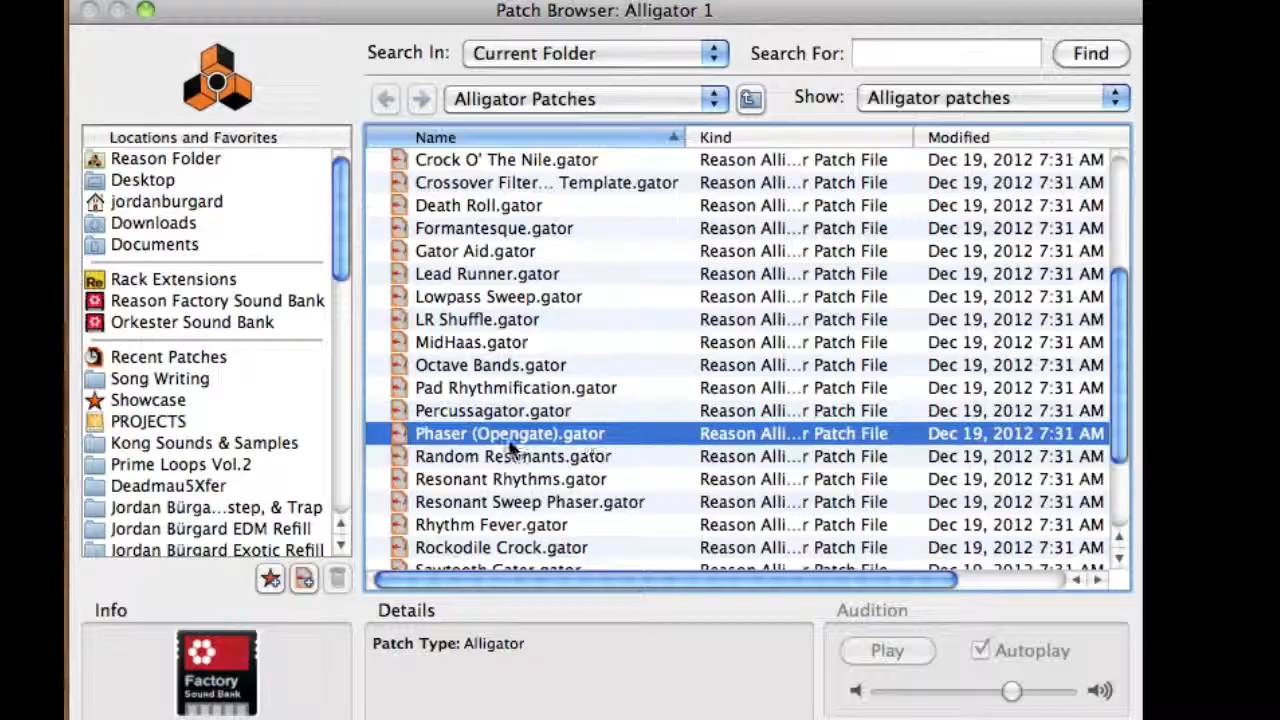 Patch Browser: Alligator 1
Search In: Current Folder Search For: Find
Alligator Patches Show: Alligator patches
Locations and Favorites
Reason Folder
Desktop
jordanburgard
Downloads
Documents
Rack Extensions
Reason Factory Sound Bank
Orkester Sound Bank
Recent Patches
Song Writing
Showcase
PROJECTS
Kong Sounds & Samples
Prime Loops Vol.2
Deadmau5Xfer
Jordan Bürga...step, & Trap
Jordan Bürgard EDM Refill
Jordan Bürgard Exotic Refill
Name Kind Modified
Crock O' The Nile.gator Reason Alli...r Patch File Dec 19, 2012 7:31 AM
Crossover Filter... Template.gator Reason Alli...r Patch File Dec 19, 2012 7:31 AM
Death Roll.gator Reason Alli...r Patch File Dec 19, 2012 7:31 AM
Formantesque.gator Reason Alli...r Patch File Dec 19, 2012 7:31 AM
Gator Aid.gator Reason Alli...r Patch File Dec 19, 2012 7:31 AM
Lead Runner.gator Reason Alli...r Patch File Dec 19, 2012 7:31 AM
Lowpass Sweep.gator Reason Alli...r Patch File Dec 19, 2012 7:31 AM
LR Shuffle.gator Reason Alli...r Patch File Dec 19, 2012 7:31 AM
MidHaas.gator Reason Alli...r Patch File Dec 19, 2012 7:31 AM
Octave Bands.gator Reason Alli...r Patch File Dec 19, 2012 7:31 AM
Pad Rhythmification.gator Reason Alli...r Patch File Dec 19, 2012 7:31 AM
Percussagator.gator Reason Alli...r Patch File Dec 19, 2012 7:31 AM
Phaser (Opengate).gator Reason Alli...r Patch File Dec 19, 2012 7:31 AM
Random Resonants.gator Reason Alli...r Patch File Dec 19, 2012 7:31 AM
Resonant Rhythms.gator Reason Alli...r Patch File Dec 19, 2012 7:31 AM
Resonant Sweep Phaser.gator Reason Alli...r Patch File Dec 19, 2012 7:31 AM
Rhythm Fever.gator Reason Alli...r Patch File Dec 19, 2012 7:31 AM
Rockodile Crock.gator Reason Alli...r Patch File Dec 19, 2012 7:31 AM
Info
Factory
Sound Bank
Details
Patch Type: Alligator
Audition
Play Autoplay